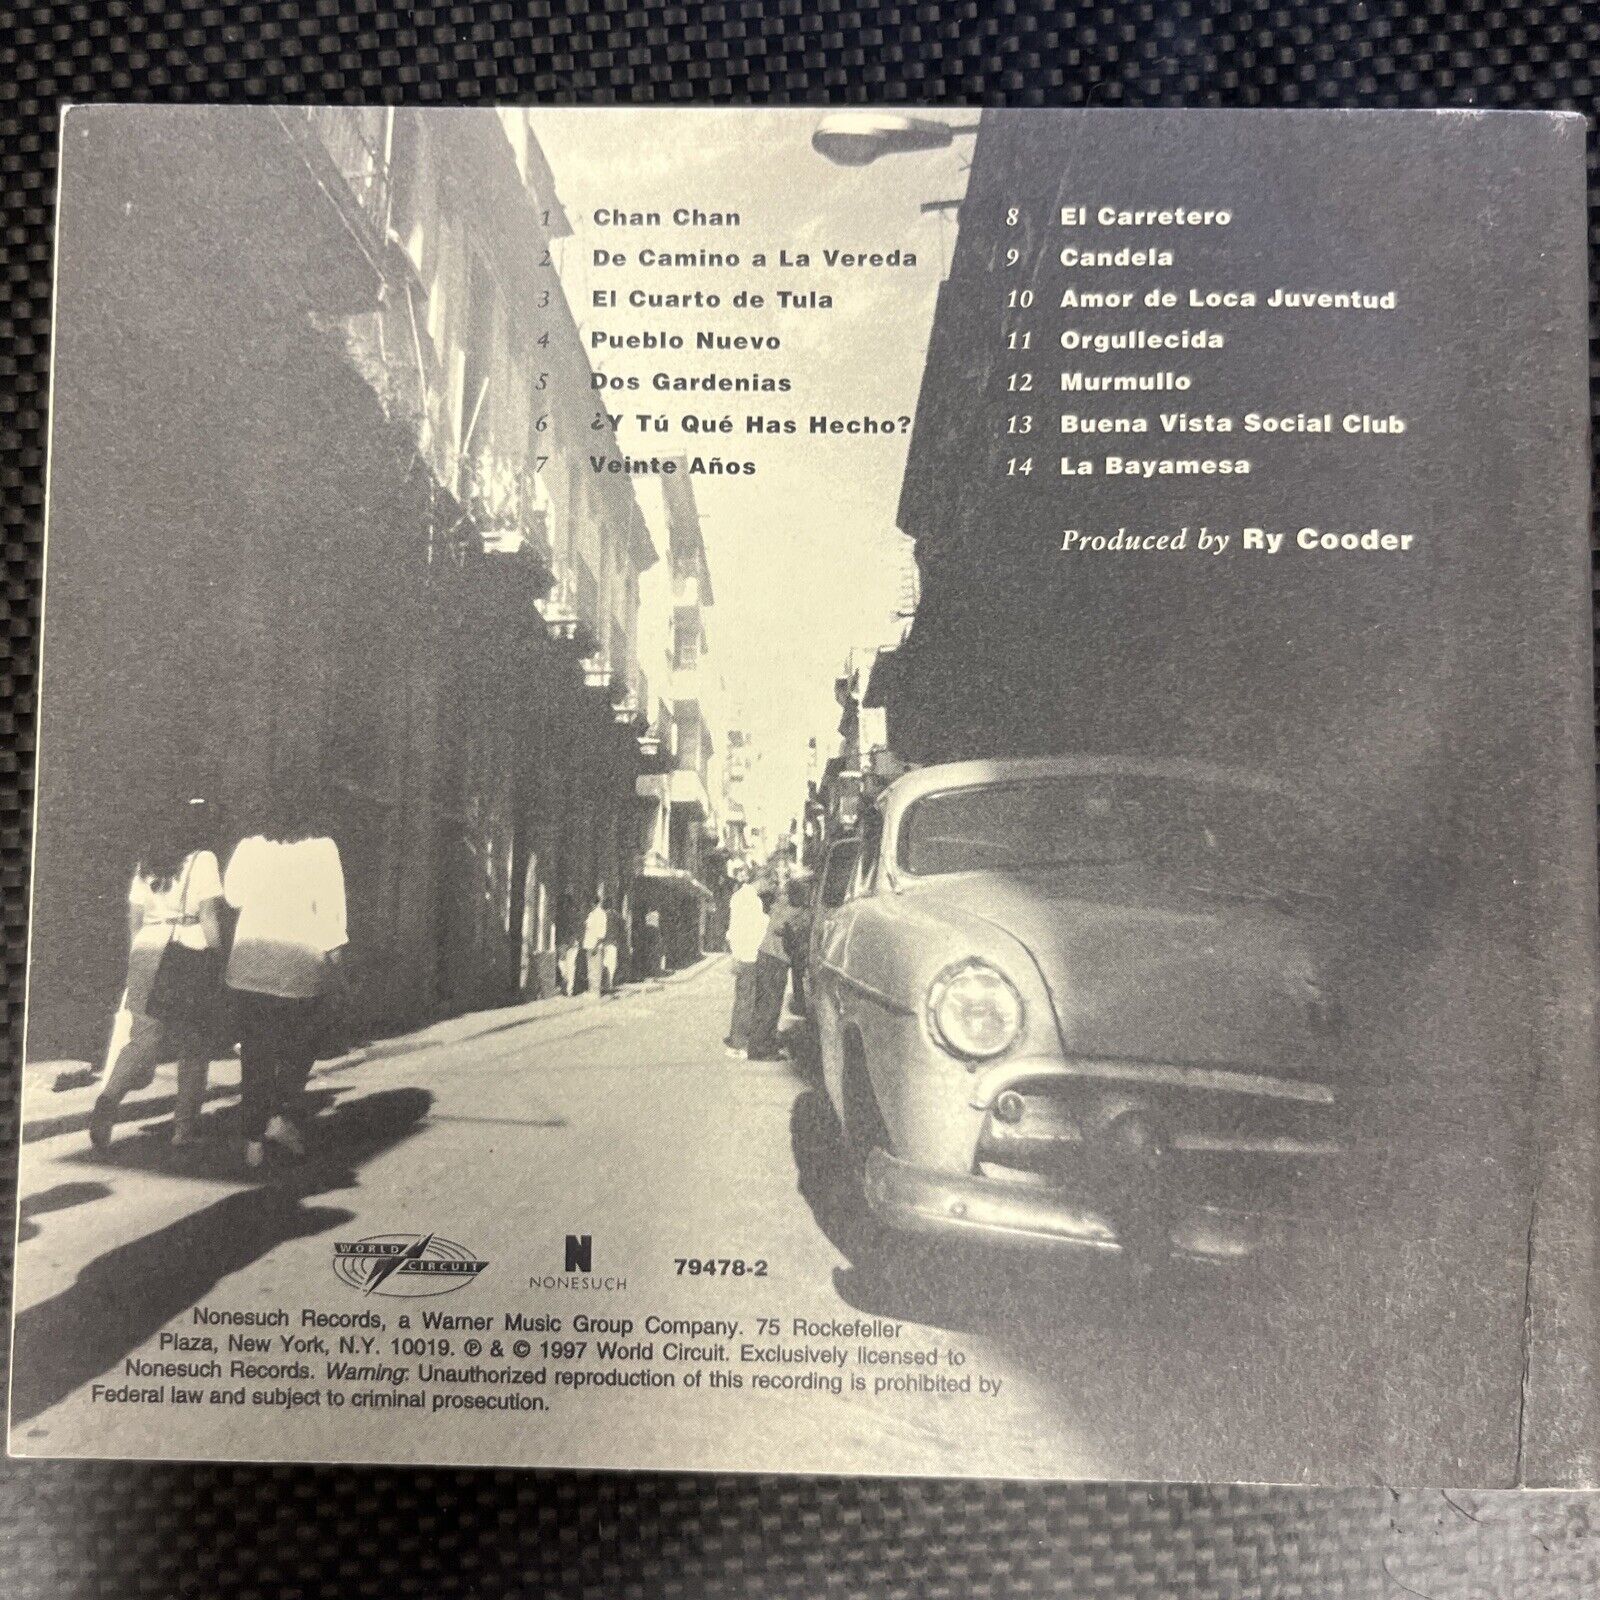 1 Chan Chan
2 De Camino a La Vereda
3 El Cuarto de Tula
4 Pueblo Nuevo
5 Dos Gardenias
6 ¿Y Tú Qué Has Hecho?
7 Veinte Años
8 El Carretero
9 Candela
10 Amor de Loca Juventud
11 Orgullecida
12 Murmullo
13 Buena Vista Social Club
14 La Bayamesa
Produced by Ry Cooder
WORLD
CIRCUIT
N
NONESUCH
79478-2
Nonesuch Records, a Warner Music Group Company. 75 Rockefeller
Plaza, New York, N.Y. 10019. ℗ & © 1997 World Circuit. Exclusively licensed to
Nonesuch Records. Warning: Unauthorized reproduction of this recording is prohibited by
Federal law and subject to criminal prosecution.